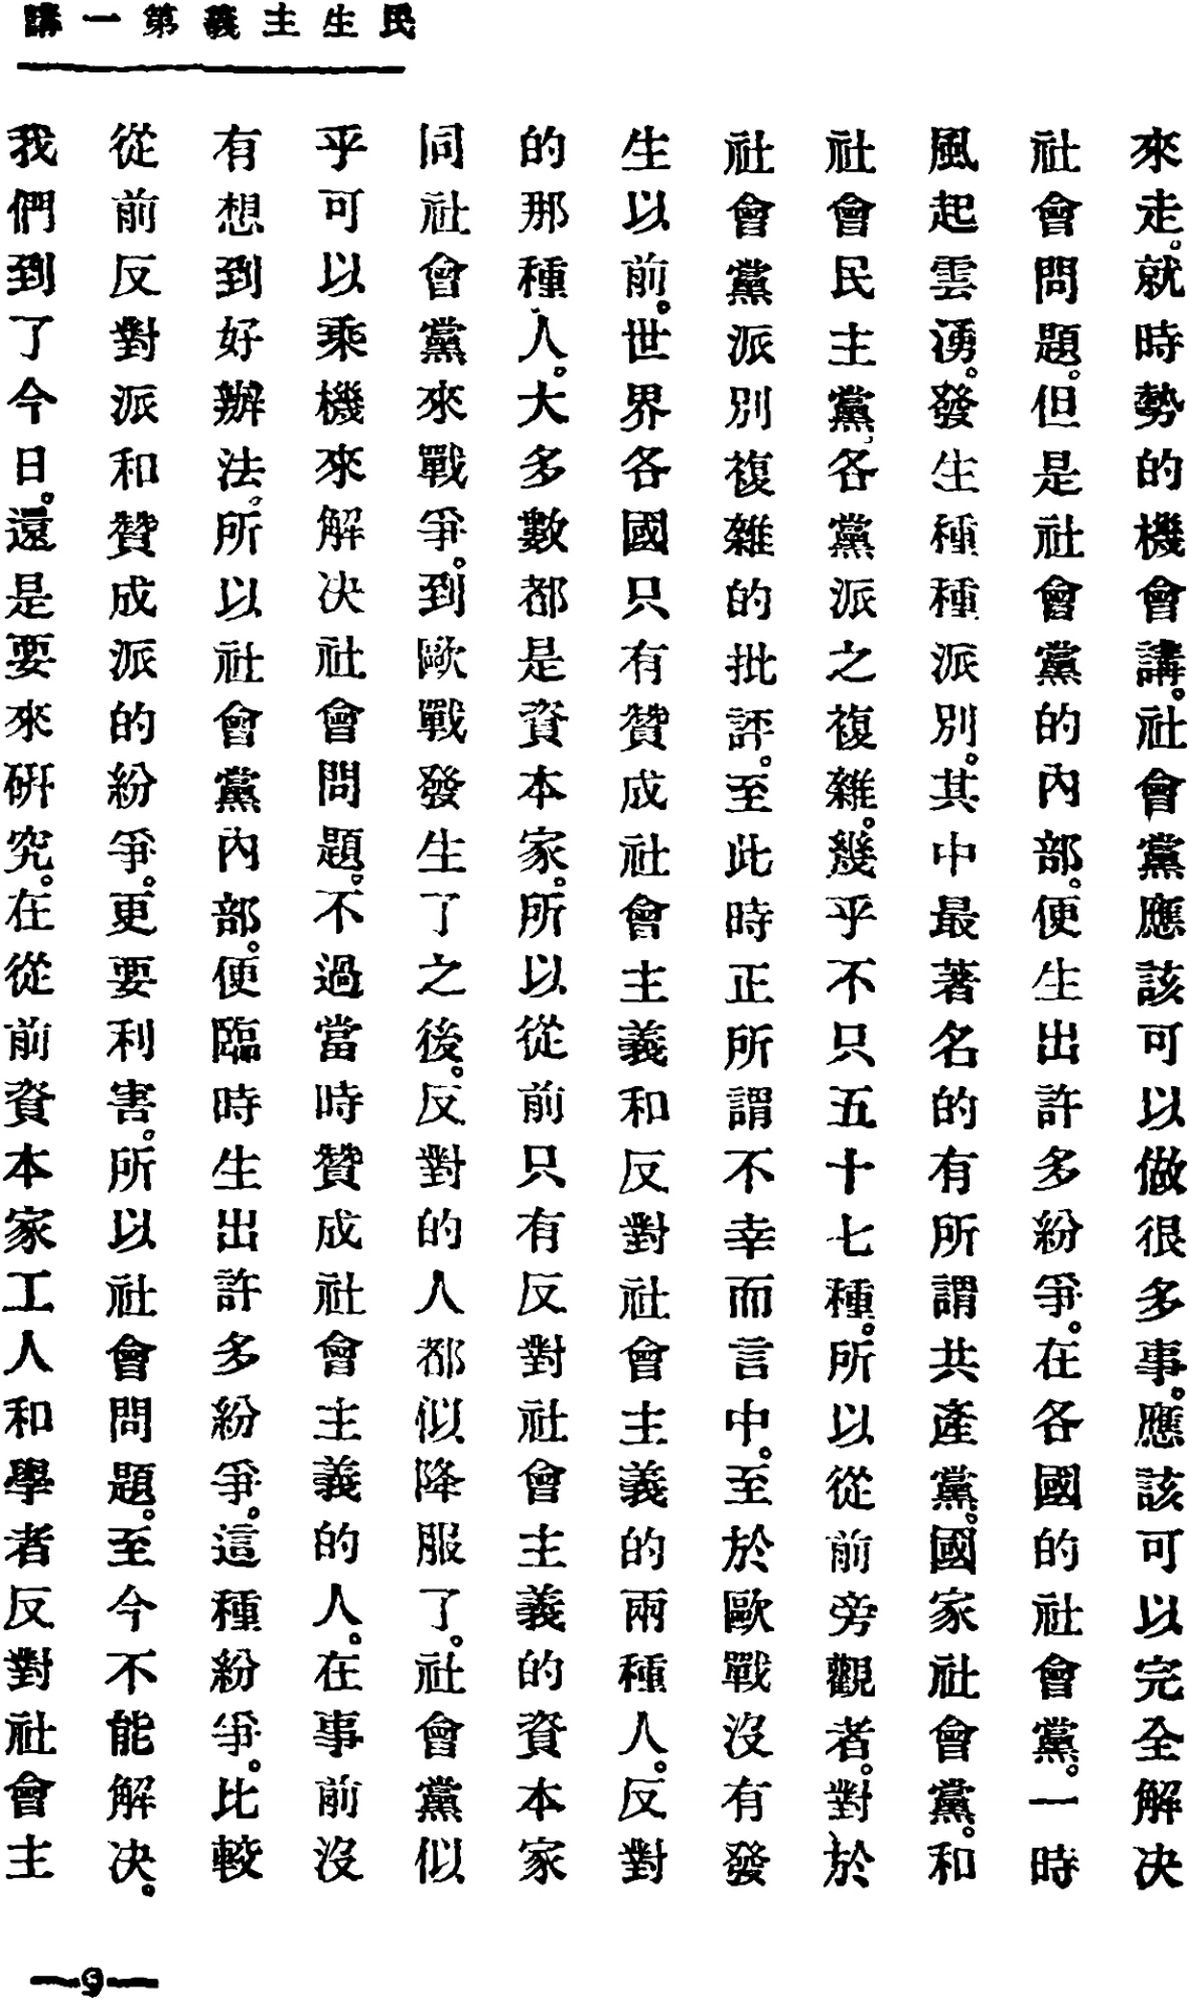 民生主義第一講
來走。就時勢的機會講。社會黨應該可以做很多事。應該可以完全解决
社會問題。但是社會黨的內部。便生出許多紛爭。在各國的社會黨。一時
風起雲湧。發生種種派別。其中最著名的有所謂共產黨。國家社會黨。和
社會民主黨。各黨派之複雜。幾乎不只五十七種。所以從前旁觀者。對於
社會黨派別複雜的批評。至此時正所謂不幸而言中。至於歐戰沒有發
生以前。世界各國只有贊成社會主義和反對社會主義的兩種人。反對
的那種人。大多數都是資本家。所以從前只有反對社會主義的資本家
同社會黨來戰爭。到歐戰發生了之後。反對的人都似降服了。社會黨似
乎可以乘機來解决社會問題。不過當時贊成社會主義的人。在事前沒
有想到好辦法。所以社會黨內部。便臨時生出許多紛爭。這種紛爭。比較
從前反對派和贊成派的紛爭。更要利害。所以社會問題。至今不能解决。
我們到了今日。還是要來研究。在從前資本家工人和學者反對社會主
—9—